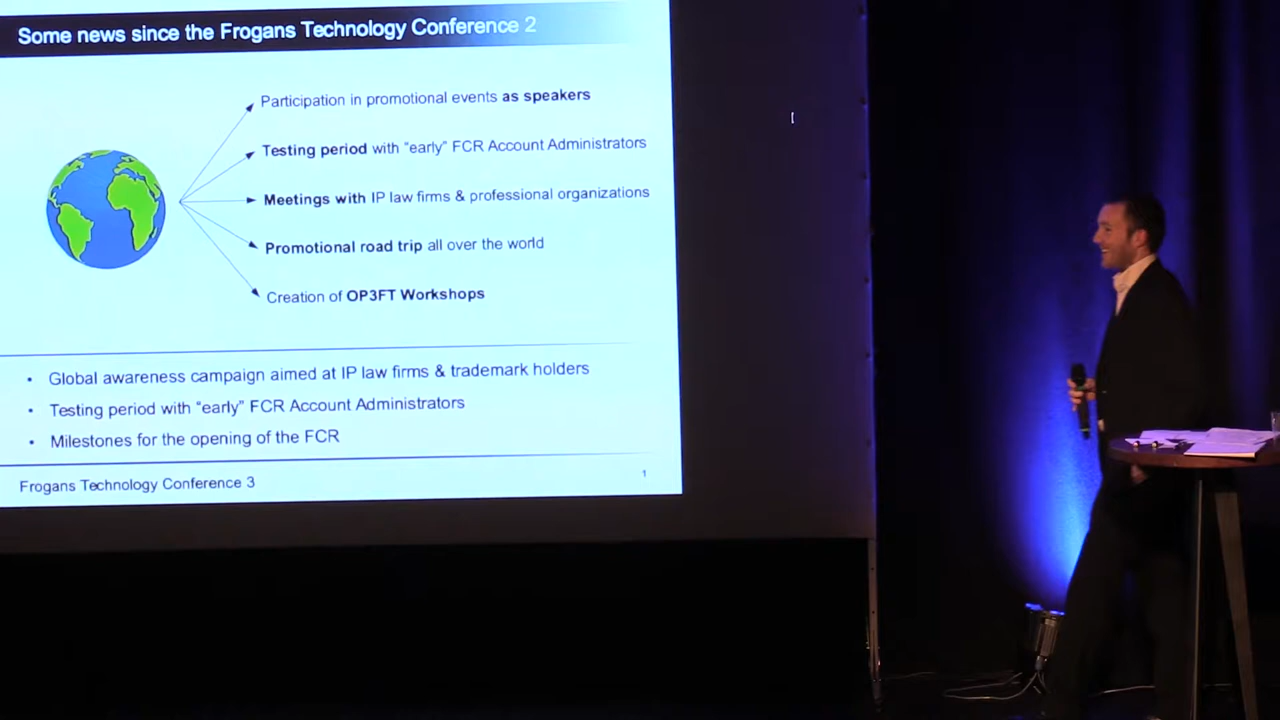 Some news since the Frogans Technology Conference 2
Participation in promotional events as speakers
Testing period with “early” FCR Account Administrators
Meetings with IP law firms & professional organizations
Promotional road trip all over the world
Creation of OP3FT Workshops
• Global awareness campaign aimed at IP law firms & trademark holders
• Testing period with “early” FCR Account Administrators
• Milestones for the opening of the FCR
Frogans Technology Conference 3
1